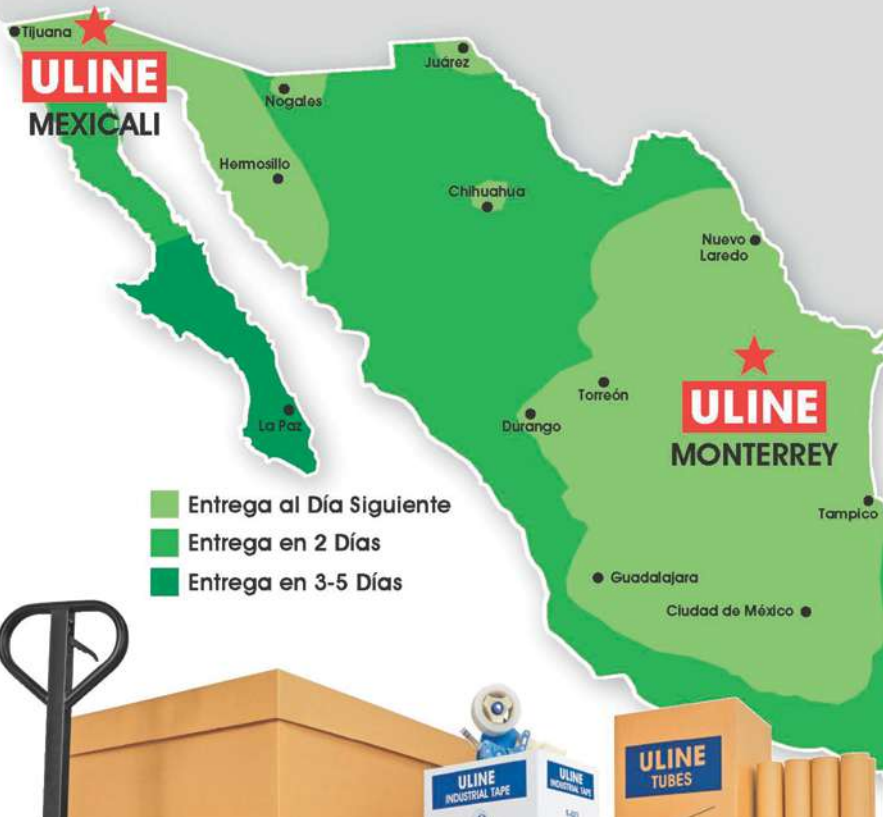 Tijuana
ULINE
MEXICALI
Nogales
Juárez
Hermosillo
Chihuahua
Nuevo
Laredo
La Paz
Durango
Torreón
ULINE
MONTERREY
Tampico
Guadalajara
Ciudad de México
Entrega al Día Siguiente
Entrega en 2 Días
Entrega en 3-5 Días
ULINE
INDUSTRIAL TAPE
ULINE
INDUSTRIAL TAPE
ULINE
TUBES